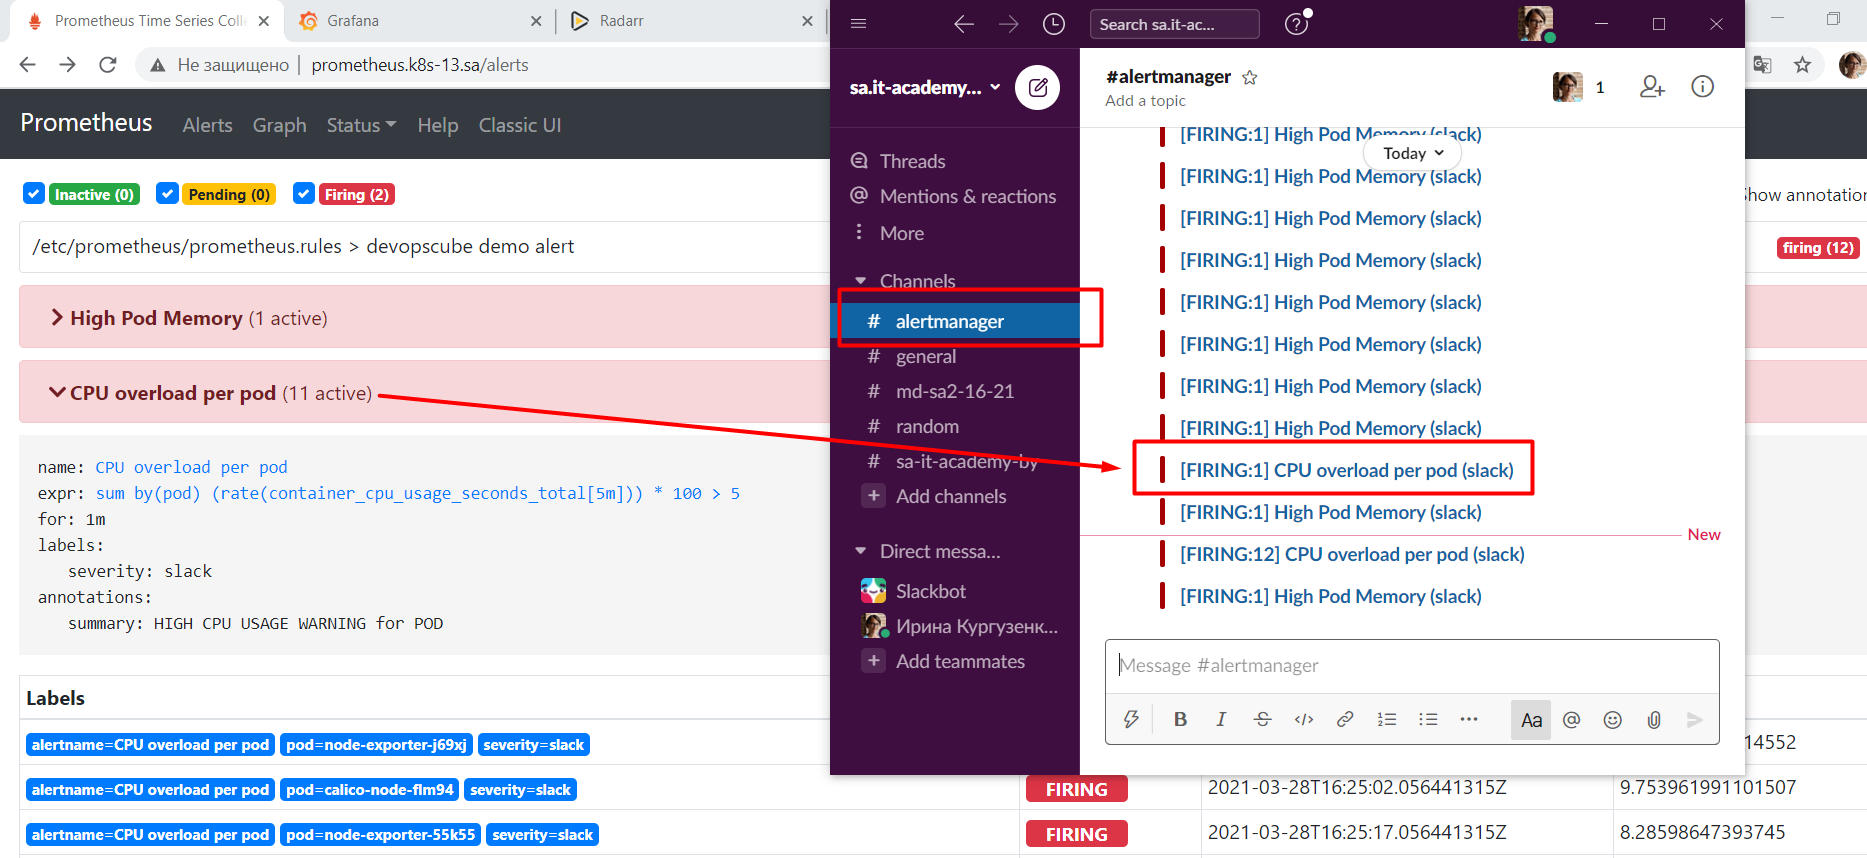 Prometheus Time Series Coll
Grafana
Radarr
Не защищено
prometheus.k8s-13.sa/alerts
Prometheus
Alerts
Graph
Status
Help
Classic UI
Inactive (0)
Pending (0)
Firing (2)
Show annotation
/etc/prometheus/prometheus.rules > devopscube demo alert
firing (12)
High Pod Memory (1 active)
CPU overload per pod (11 active)
name: CPU overload per pod
expr: sum by(pod) (rate(container_cpu_usage_seconds_total[5m])) * 100 > 5
for: 1m
labels:
severity: slack
annotations:
summary: HIGH CPU USAGE WARNING for POD
Labels
alertname=CPU overload per pod pod=node-exporter-j69xj severity=slack
14552
alertname=CPU overload per pod pod=calico-node-flm94 severity=slack
FIRING
2021-03-28T16:25:02.056441315Z
9.753961991101507
alertname=CPU overload per pod pod=node-exporter-55k55 severity=slack
FIRING
2021-03-28T16:25:17.056441315Z
8.28598647393745
Search sa.it-ac...
sa.it-academy...
Threads
Mentions & reactions
More
Channels
# alertmanager
# general
# md-sa2-16-21
# random
# sa-it-academy-by
+ Add channels
Direct messa...
Slackbot
Ирина Кургузенк...
+ Add teammates
#alertmanager
Add a topic
1
Today
[FIRING:1] High Pod Memory (slack)
[FIRING:1] High Pod Memory (slack)
[FIRING:1] High Pod Memory (slack)
[FIRING:1] High Pod Memory (slack)
[FIRING:1] High Pod Memory (slack)
[FIRING:1] High Pod Memory (slack)
[FIRING:1] High Pod Memory (slack)
[FIRING:1] High Pod Memory (slack)
[FIRING:1] CPU overload per pod (slack)
[FIRING:1] High Pod Memory (slack)
New
[FIRING:12] CPU overload per pod (slack)
[FIRING:1] High Pod Memory (slack)
Message #alertmanager
B
I
Aa